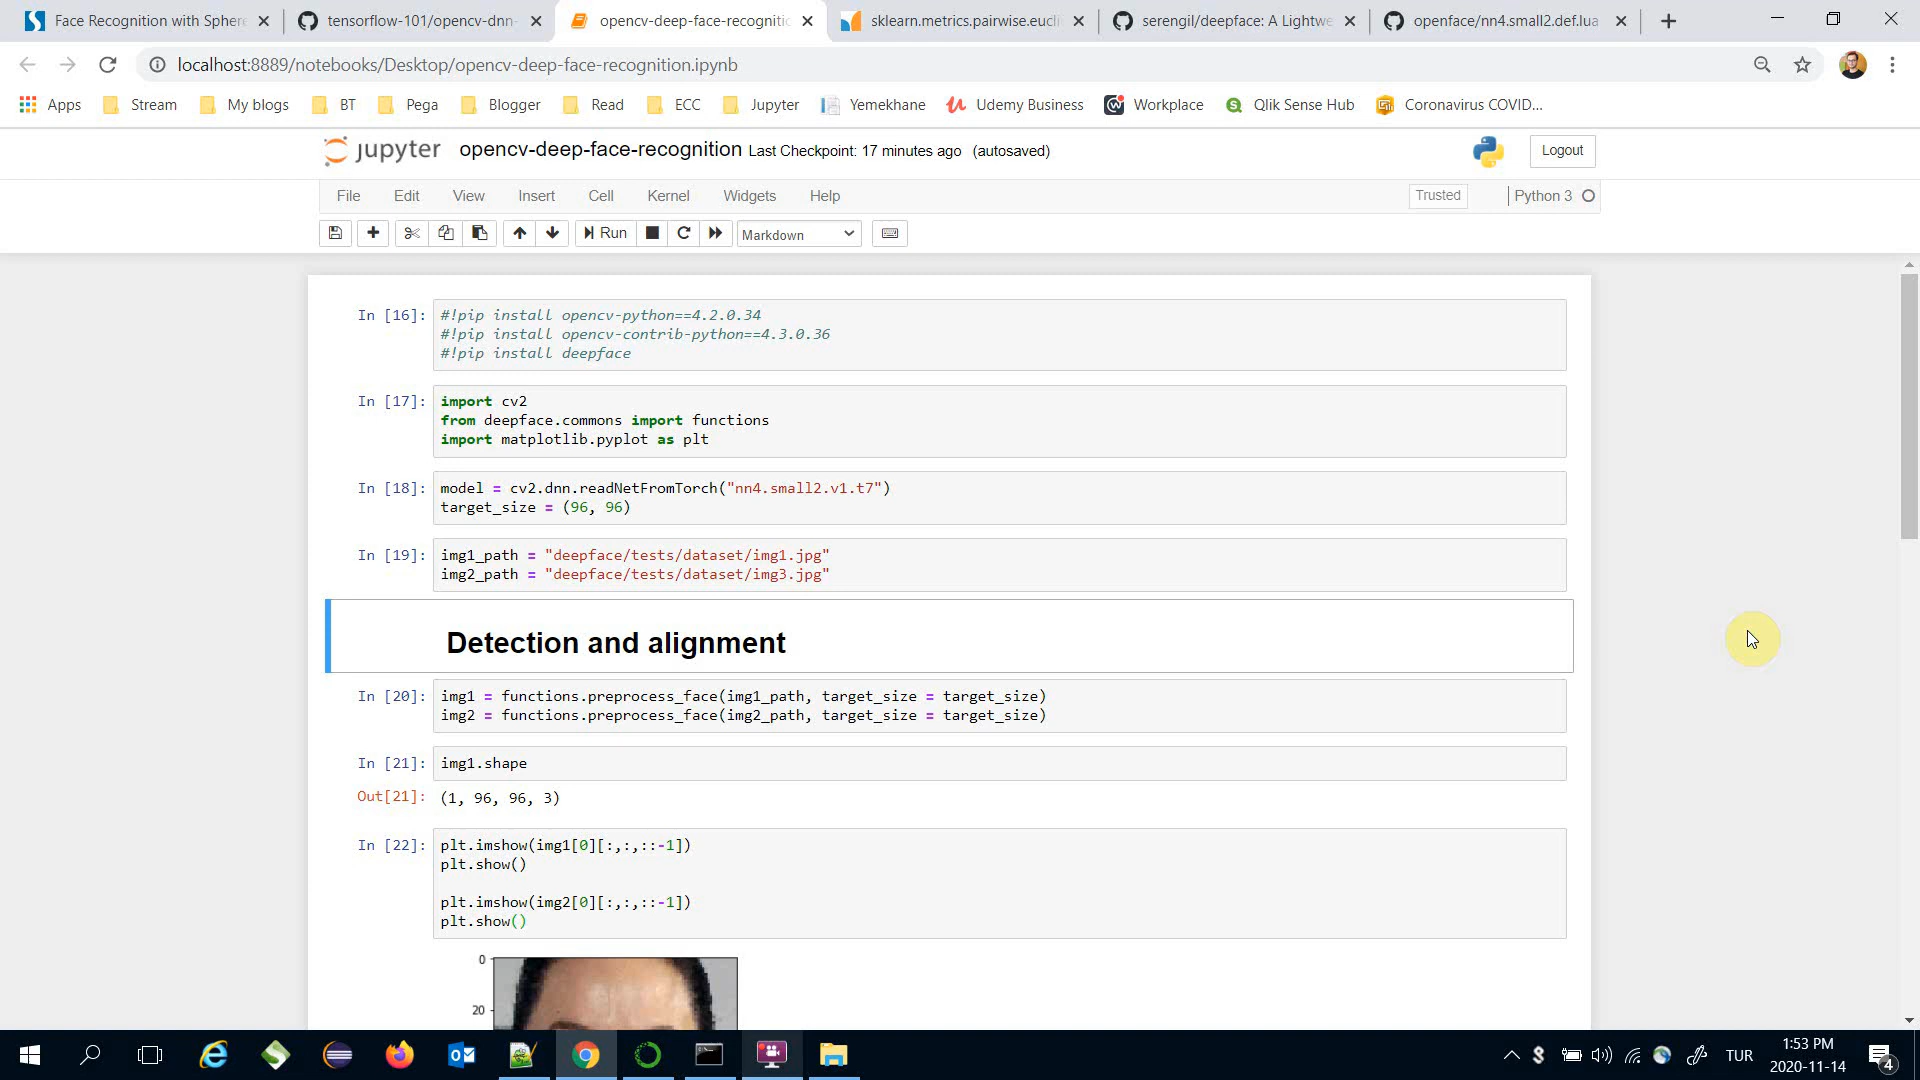 Face Recognition with Sphere
tensorflow-101/opencv-dnn-
opencv-deep-face-recognitic
sklearn.metrics.pairwise.eucli
serengil/deepface: A Lightwe
openface/nn4.small2.def.lua
localhost:8889/notebooks/Desktop/opencv-deep-face-recognition.ipynb
Apps
Stream
My blogs
BT
Pega
Blogger
Read
ECC
Jupyter
Yemekhane
Udemy Business
Workplace
Qlik Sense Hub
Coronavirus COVID...
jupyter opencv-deep-face-recognition Last Checkpoint: 17 minutes ago (autosaved)
Logout
File Edit View Insert Cell Kernel Widgets Help
Trusted
Python 3
Run
Markdown
In [16]: #!pip install opencv-python==4.2.0.34
#!pip install opencv-contrib-python==4.3.0.36
#!pip install deepface
In [17]: import cv2
from deepface.commons import functions
import matplotlib.pyplot as plt
In [18]: model = cv2.dnn.readNetFromTorch("nn4.small2.v1.t7")
target_size = (96, 96)
In [19]: img1_path = "deepface/tests/dataset/img1.jpg"
img2_path = "deepface/tests/dataset/img3.jpg"
Detection and alignment
In [20]: img1 = functions.preprocess_face(img1_path, target_size = target_size)
img2 = functions.preprocess_face(img2_path, target_size = target_size)
In [21]: img1.shape
Out[21]: (1, 96, 96, 3)
In [22]: plt.imshow(img1[0][:,:,::-1])
plt.show()
plt.imshow(img2[0][:,:,::-1])
plt.show()
0
20
TUR
1:53 PM
2020-11-14
4